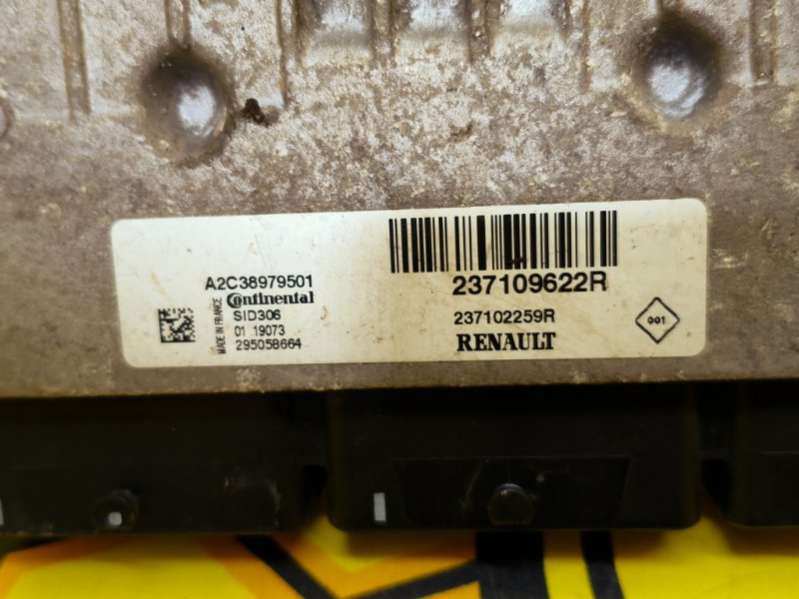 A2C38979501
Continental
SID306
01 19073
295058664
MADE IN FRANCE
237109622R
237102259R
RENAULT
001